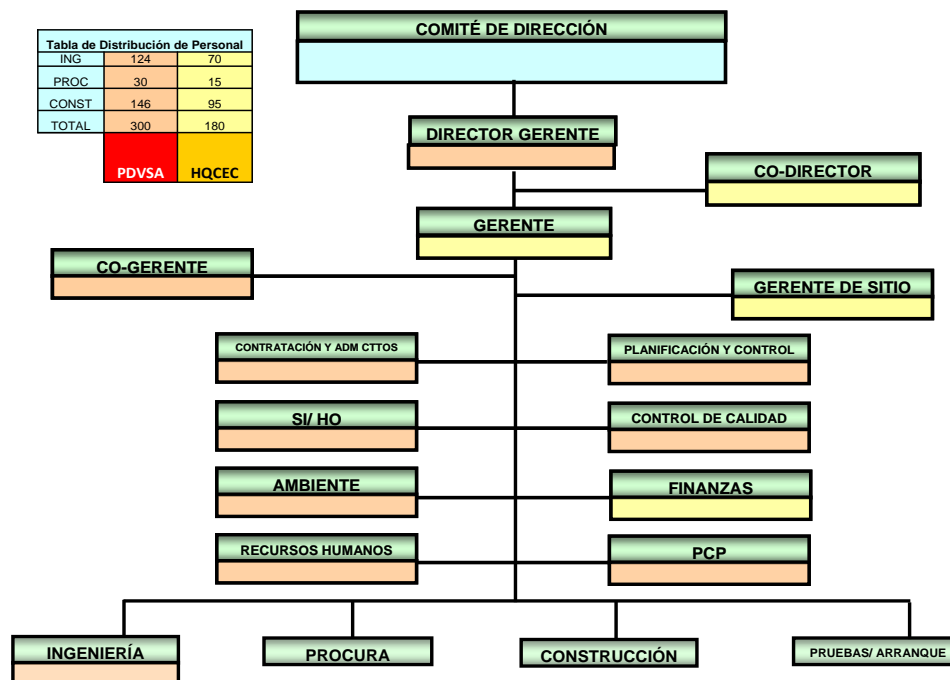 COMITÉ DE DIRECCIÓN
Tabla de Distribución de Personal
ING 124 70
PROC 30 15
CONST 146 95
TOTAL 300 180
PDVSA HQCEC
DIRECTOR GERENTE
CO-DIRECTOR
GERENTE
CO-GERENTE
GERENTE DE SITIO
CONTRATACIÓN Y ADM CTTOS
PLANIFICACIÓN Y CONTROL
SI/ HO
CONTROL DE CALIDAD
AMBIENTE
FINANZAS
RECURSOS HUMANOS
PCP
INGENIERÍA
PROCURA
CONSTRUCCIÓN
PRUEBAS/ ARRANQUE